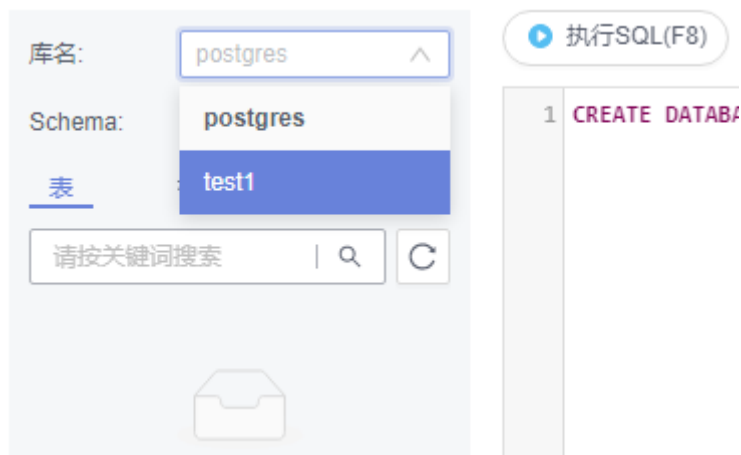 库名:
postgres
执行SQL(F8)
Schema:
postgres
1 CREATE DATABA
表
test1
请按关键词搜索